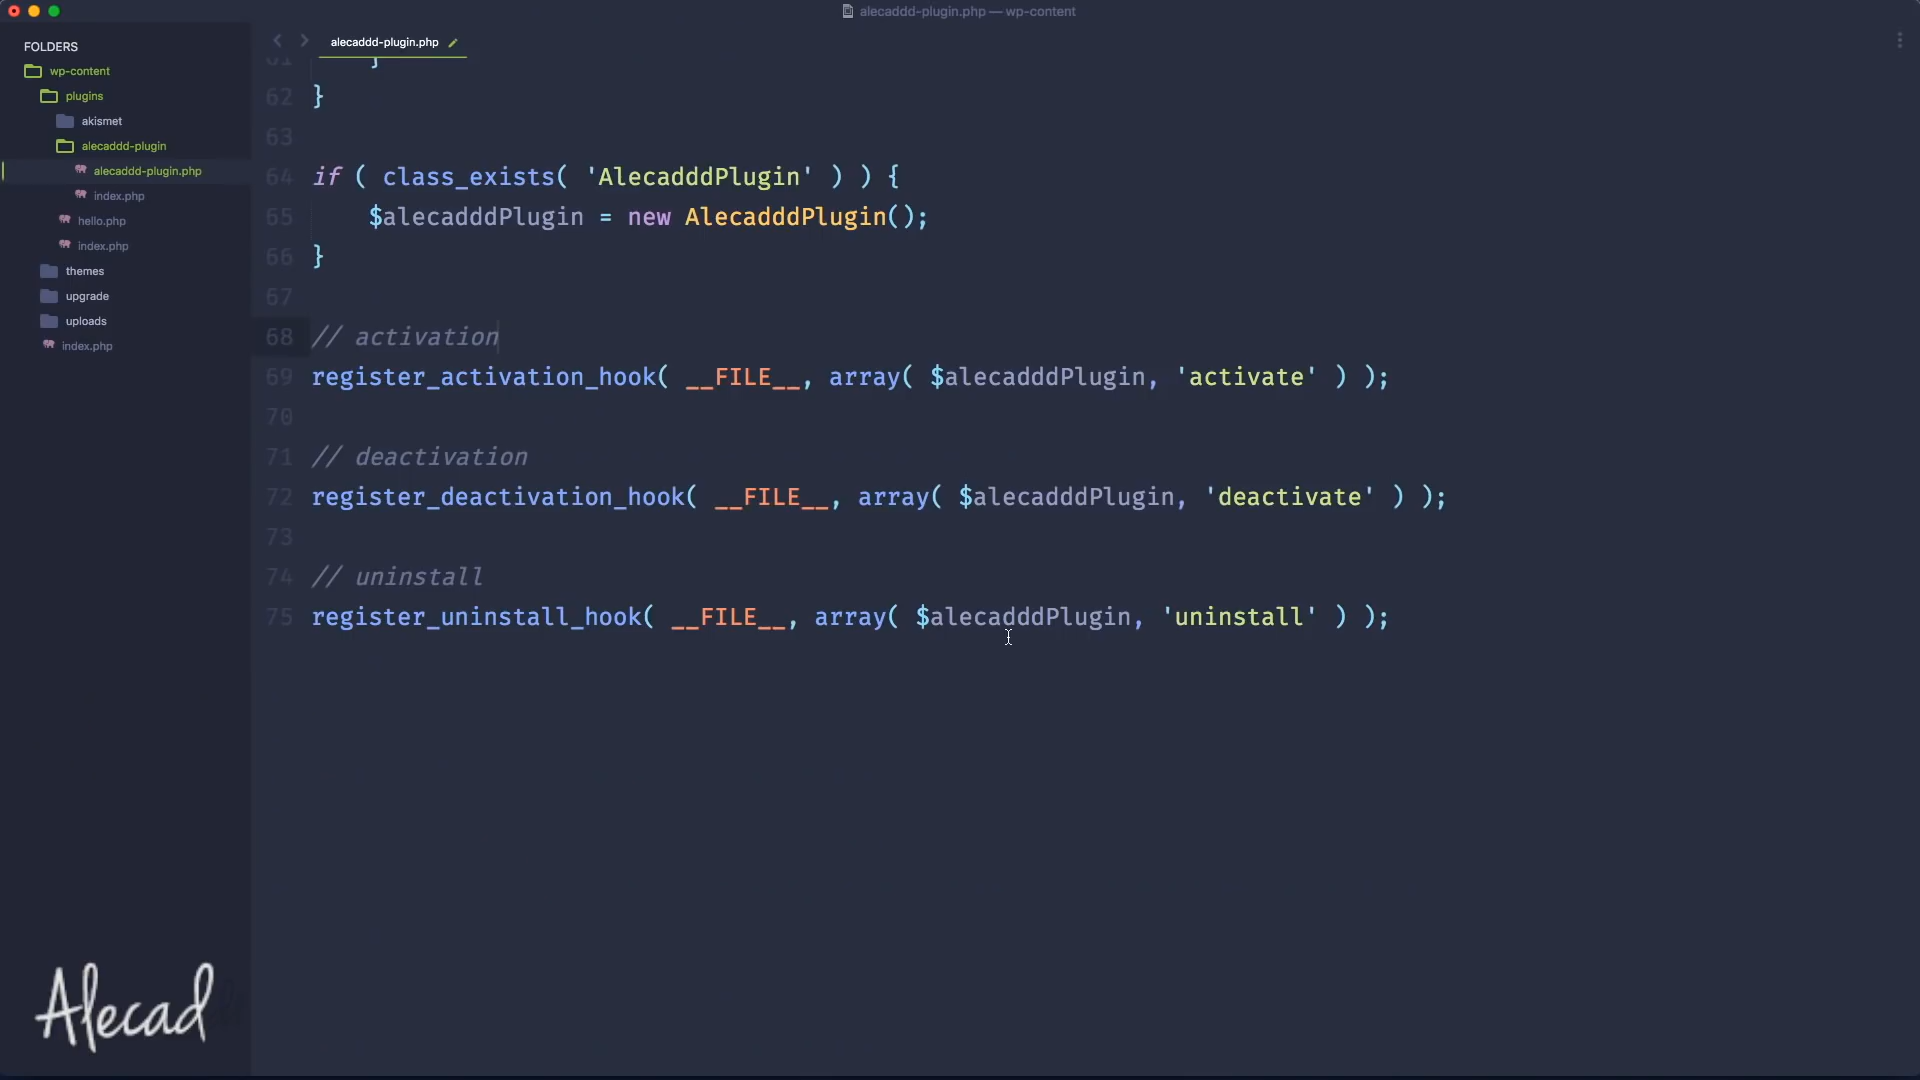 alecaddd-plugin.php — wp-content
FOLDERS
wp-content
plugins
akismet
alecaddd-plugin
alecaddd-plugin.php
index.php
hello.php
index.php
themes
upgrade
uploads
index.php
alecaddd-plugin.php
61 }
62 }
63
64 if ( class_exists( 'AlecadddPlugin' ) ) {
65 $alecadddPlugin = new AlecadddPlugin();
66 }
67
68 // activation
69 register_activation_hook( __FILE__, array( $alecadddPlugin, 'activate' ) );
70
71 // deactivation
72 register_deactivation_hook( __FILE__, array( $alecadddPlugin, 'deactivate' ) );
73
74 // uninstall
75 register_uninstall_hook( __FILE__, array( $alecadddPlugin, 'uninstall' ) );
Alecad